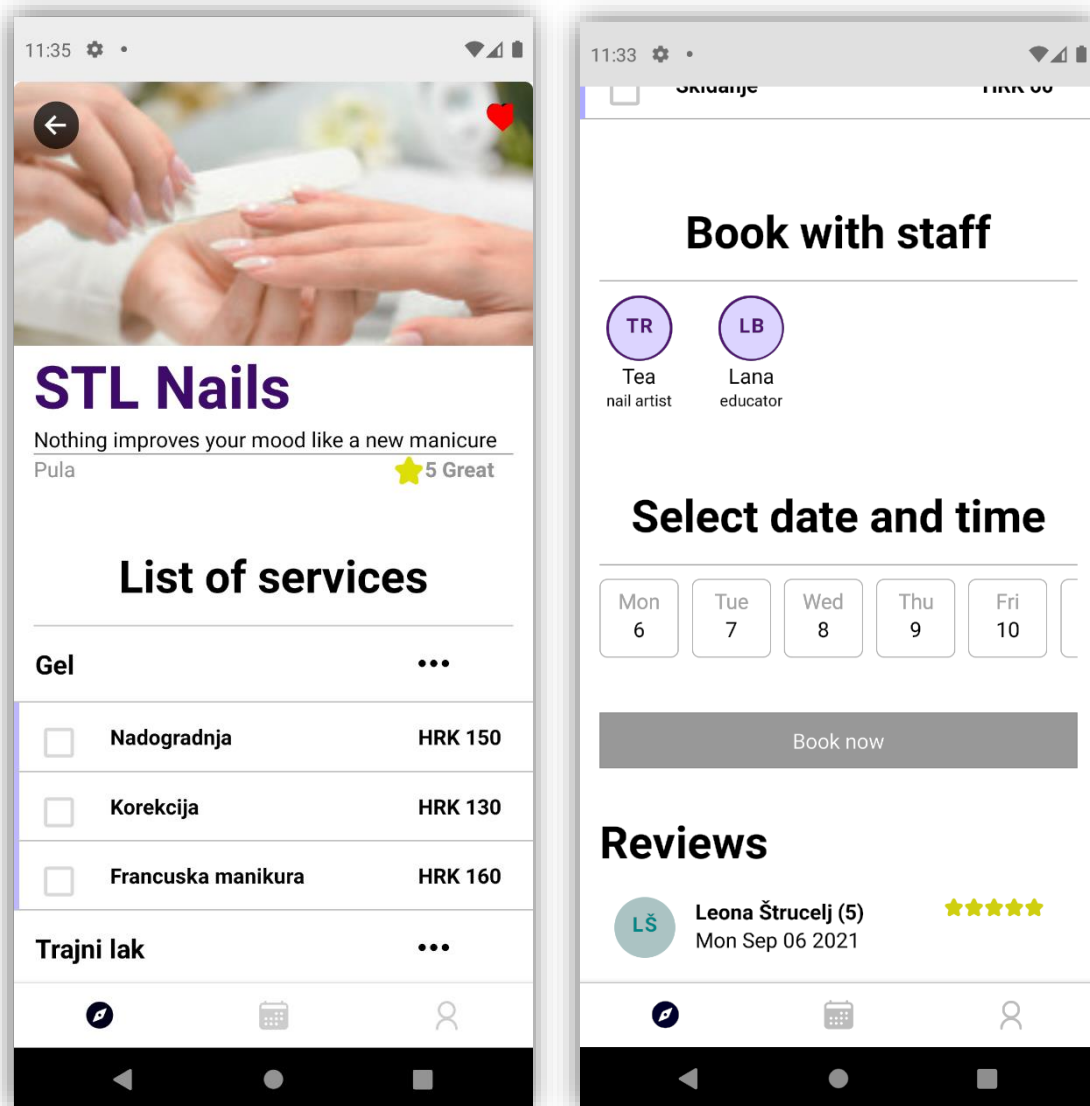 11:35
STL Nails
Nothing improves your mood like a new manicure
Pula
5 Great
List of services
Gel
Nadogradnja HRK 150
Korekcija HRK 130
Francuska manikura HRK 160
Trajni lak
11:33
Skidanje HRK 60
Book with staff
TR LB
Tea Lana
nail artist educator
Select date and time
Mon Tue Wed Thu Fri
6 7 8 9 10
Book now
Reviews
LŠ
Leona Štrucelj (5)
Mon Sep 06 2021